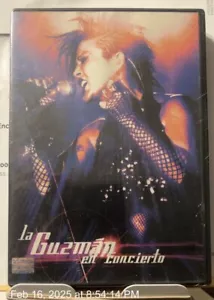 la
Guzmán
en concierto
Feb 16, 2025 at 8:54:14 PM